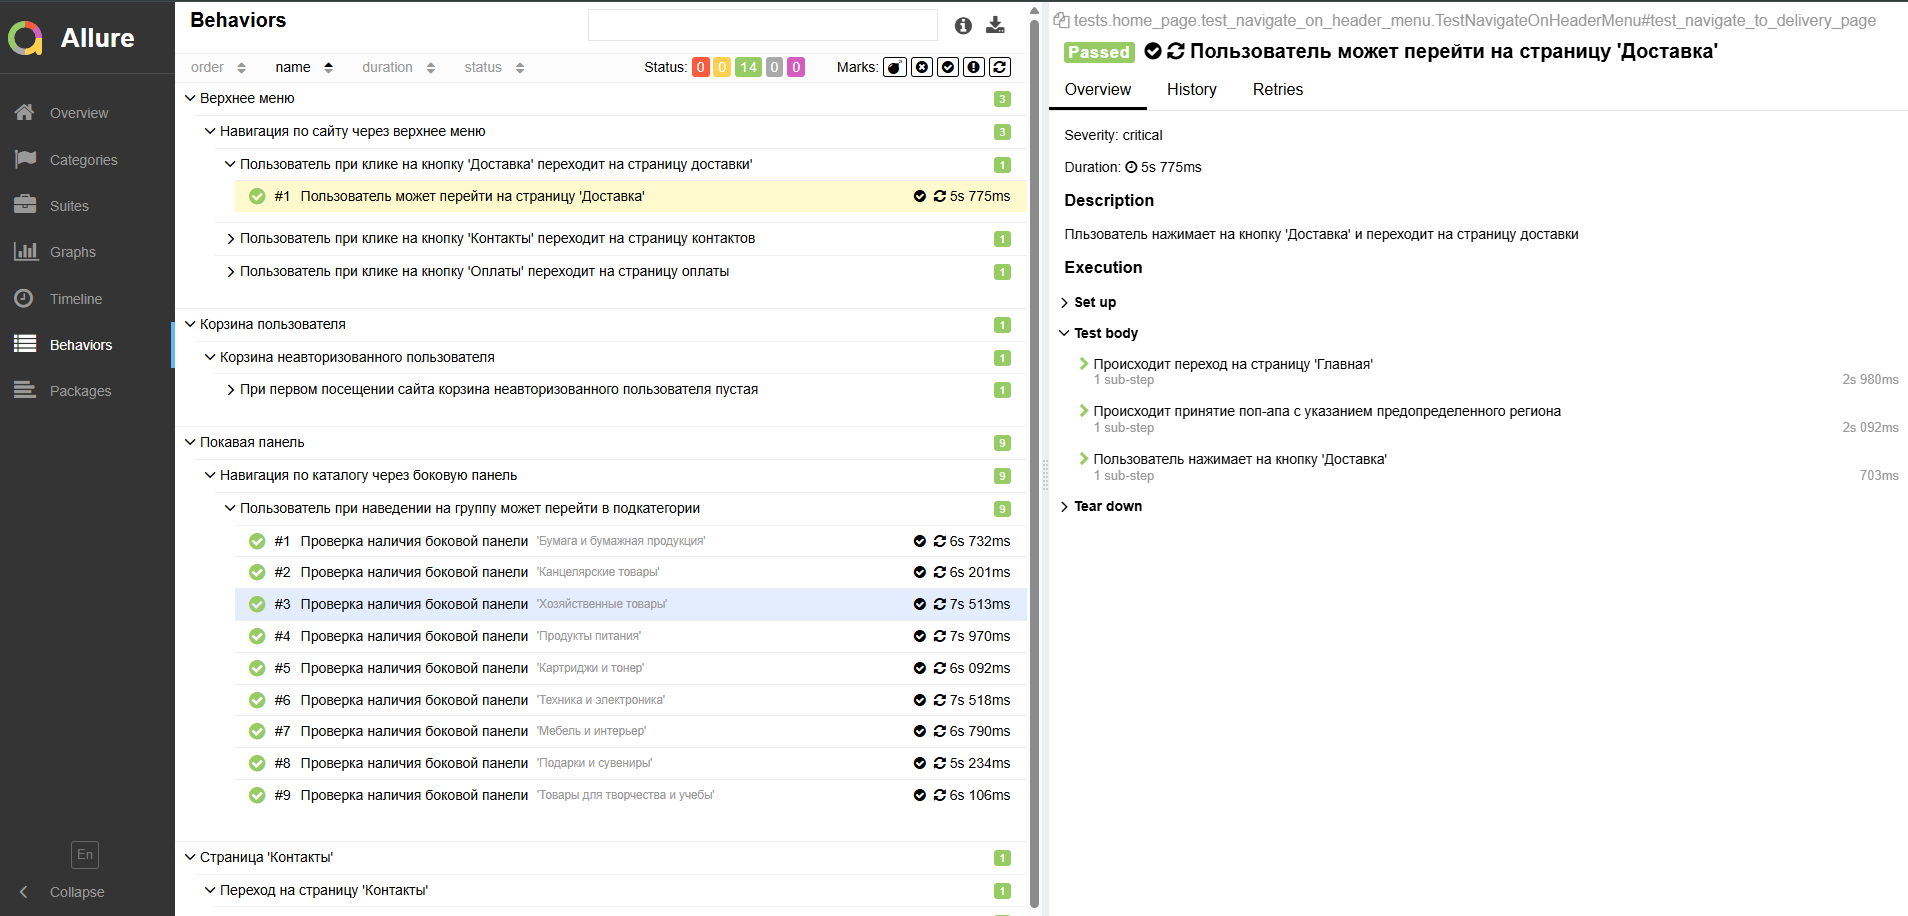 Allure
Overview
Categories
Suites
Graphs
Timeline
Behaviors
Packages
En
Collapse
Behaviors
order name duration status Status: 0 0 14 0 0 Marks:
Верхнее меню 3
Навигация по сайту через верхнее меню 3
Пользователь при клике на кнопку 'Доставка' переходит на страницу доставки' 1
#1 Пользователь может перейти на страницу 'Доставка' 5s 775ms
Пользователь при клике на кнопку 'Контакты' переходит на страницу контактов 1
Пользователь при клике на кнопку 'Оплаты' переходит на страницу оплаты 1
Корзина пользователя 1
Корзина неавторизованного пользователя 1
При первом посещении сайта корзина неавторизованного пользователя пустая 1
Покавая панель 9
Навигация по каталогу через боковую панель 9
Пользователь при наведении на группу может перейти в подкатегории 9
#1 Проверка наличия боковой панели 'Бумага и бумажная продукция' 6s 732ms
#2 Проверка наличия боковой панели 'Канцелярские товары' 6s 201ms
#3 Проверка наличия боковой панели 'Хозяйственные товары' 7s 513ms
#4 Проверка наличия боковой панели 'Продукты питания' 7s 970ms
#5 Проверка наличия боковой панели 'Картриджи и тонер' 6s 092ms
#6 Проверка наличия боковой панели 'Техника и электроника' 7s 518ms
#7 Проверка наличия боковой панели 'Мебель и интерьер' 6s 790ms
#8 Проверка наличия боковой панели 'Подарки и сувениры' 5s 234ms
#9 Проверка наличия боковой панели 'Товары для творчества и учебы' 6s 106ms
Страница 'Контакты' 1
Переход на страницу 'Контакты' 1
tests.home_page.test_navigate_on_header_menu.TestNavigateOnHeaderMenu#test_navigate_to_delivery_page
Passed Пользователь может перейти на страницу 'Доставка'
Overview History Retries
Severity: critical
Duration: 5s 775ms
Description
Пльзователь нажимает на кнопку 'Доставка' и переходит на страницу доставки
Execution
Set up
Test body
Происходит переход на страницу 'Главная'
1 sub-step 2s 980ms
Происходит принятие поп-апа с указанием предопределенного региона
1 sub-step 2s 092ms
Пользователь нажимает на кнопку 'Доставка'
1 sub-step 703ms
Tear down